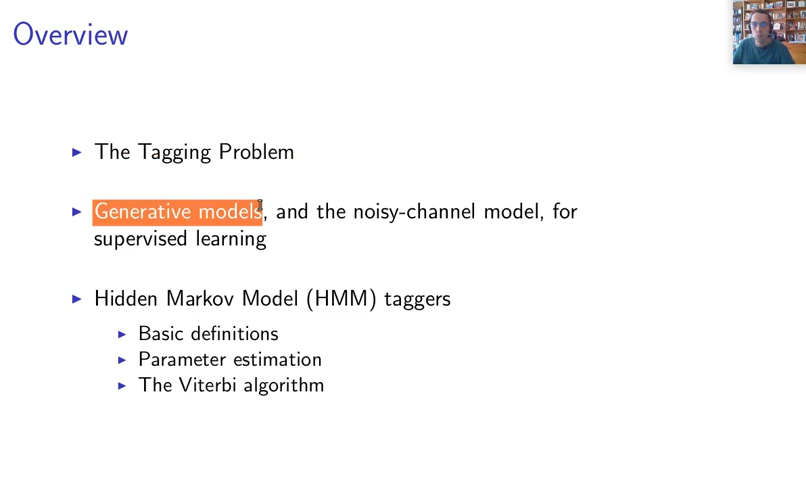 Overview
The Tagging Problem
Generative models, and the noisy-channel model, for
supervised learning
Hidden Markov Model (HMM) taggers
Basic definitions
Parameter estimation
The Viterbi algorithm